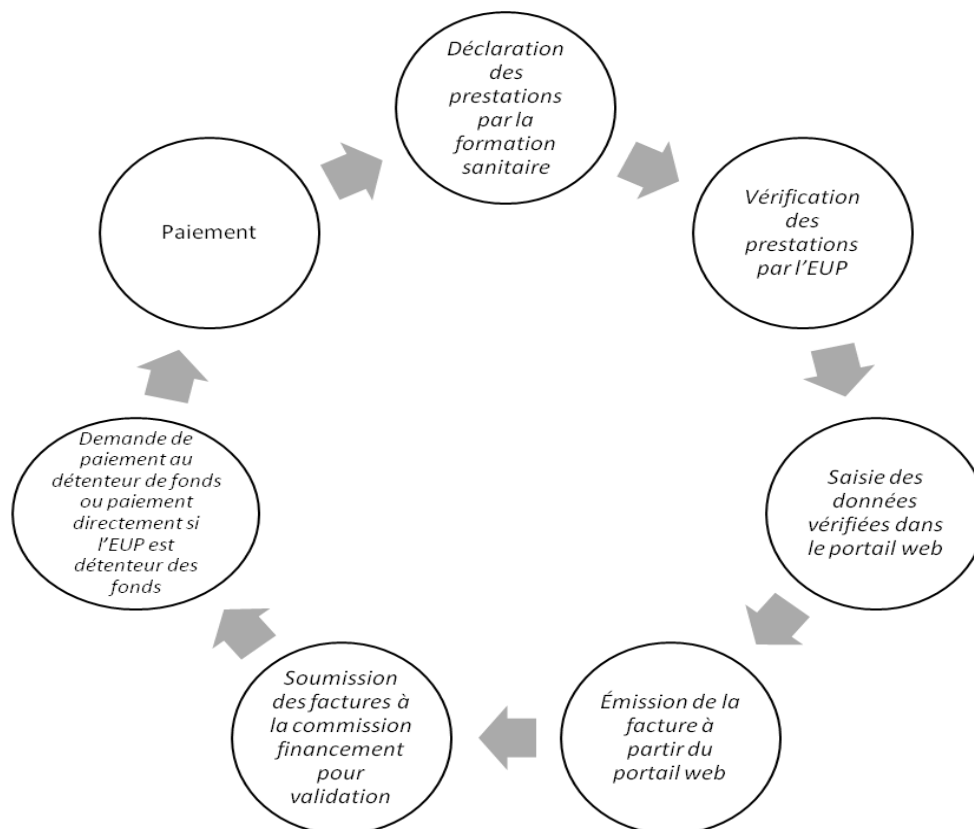 Déclaration
des
prestations
par la
formation
sanitaire
Vérification
des
prestations
par l’EUP
Saisie des
données
vérifiées dans
le portail web
Émission de la
facture à
partir du
portail web
Soumission
des factures à
la commission
financement
pour
validation
Demande de
paiement au
détenteur de fonds
ou paiement
directement si
l’EUP est
détenteur des
fonds
Paiement